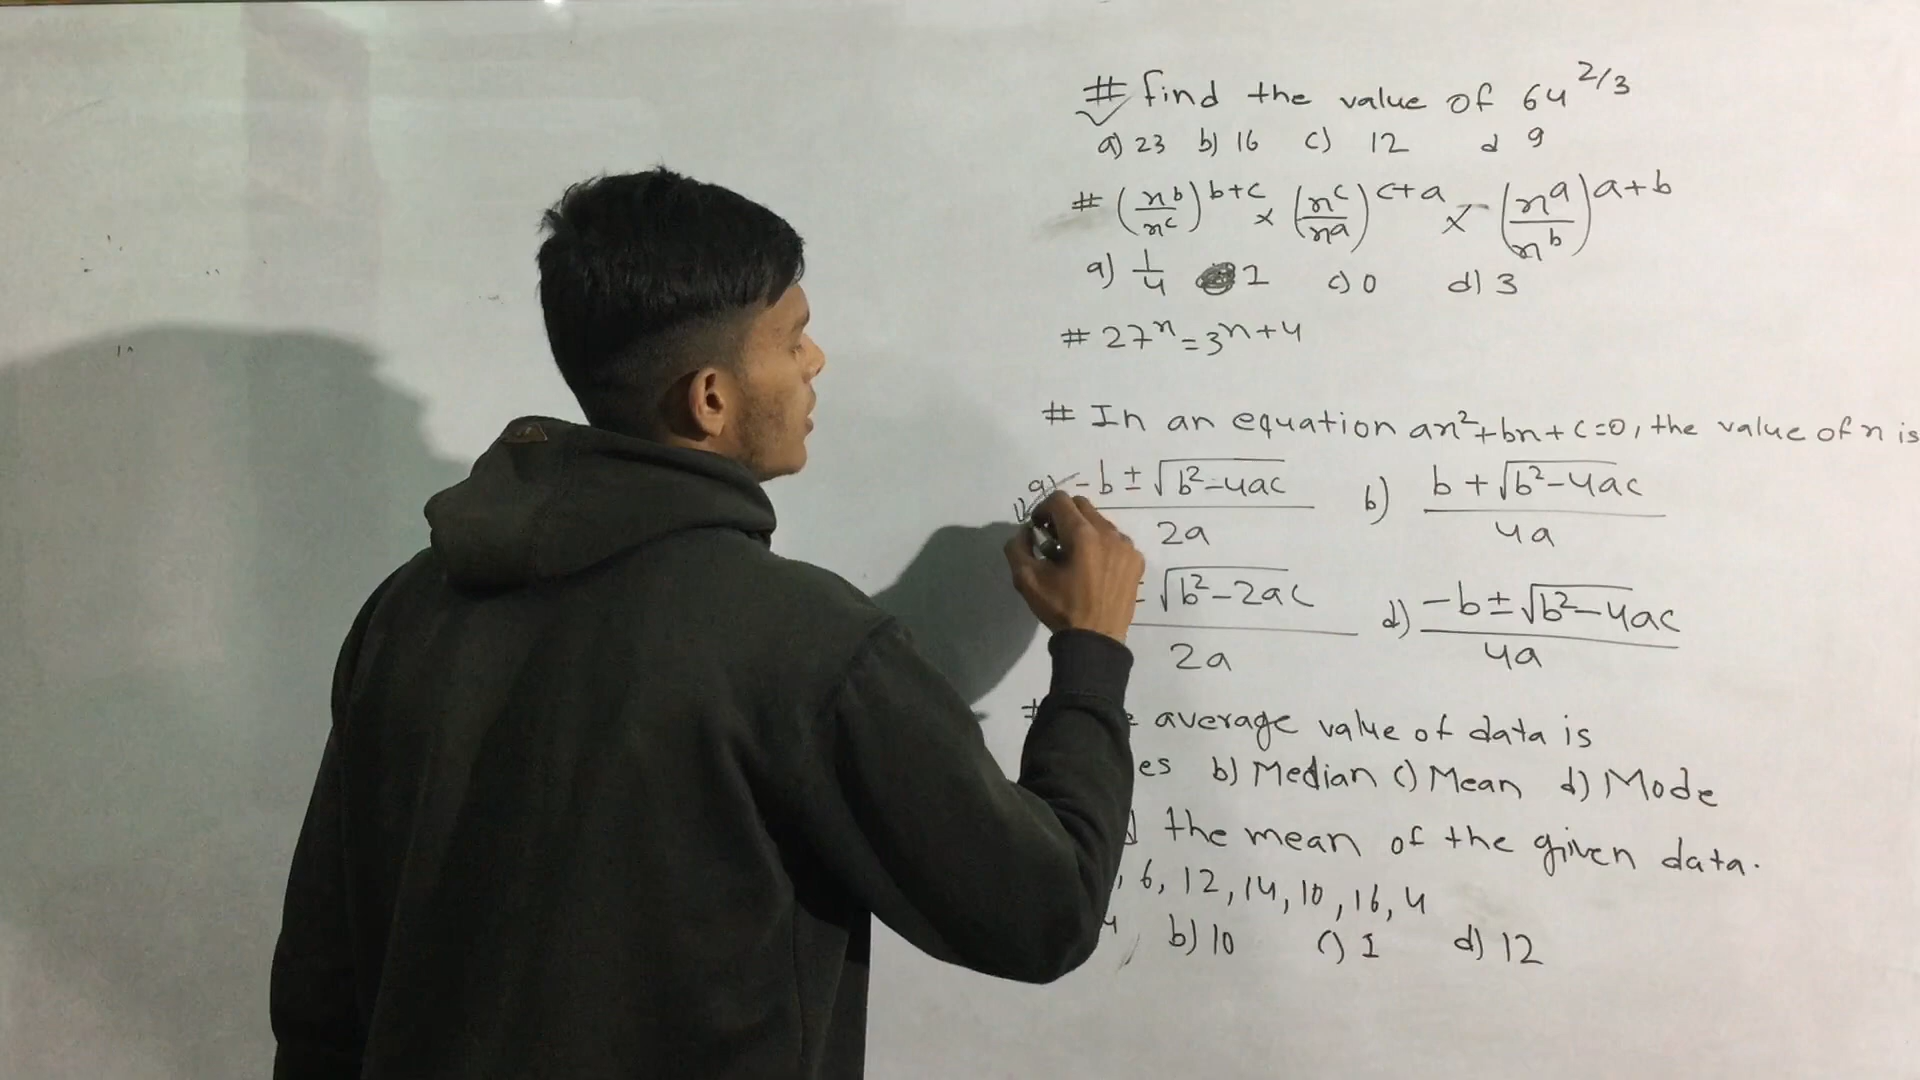 # find the value of 64^2/3
a) 23 b) 16 c) 12 d 9
# (x^b/x^c)^b+c × (x^c/x^a)^c+a × (x^a/x^b)^a+b
a) 1/4 1 c) 0 d) 3
# 27^x = 3^x+4
# In an equation ax²+bx+c=0, the value of x is
a) -b ± √b²-4ac / 2a b) b + √b²-4ac / 4a
± √b²-2ac / 2a d) -b ± √b²-4ac / 4a
# average value of data is
es b) Median c) Mean d) Mode
the mean of the given data.
, 6, 12, 14, 10, 16, 4
4 b) 10 c) 1 d) 12